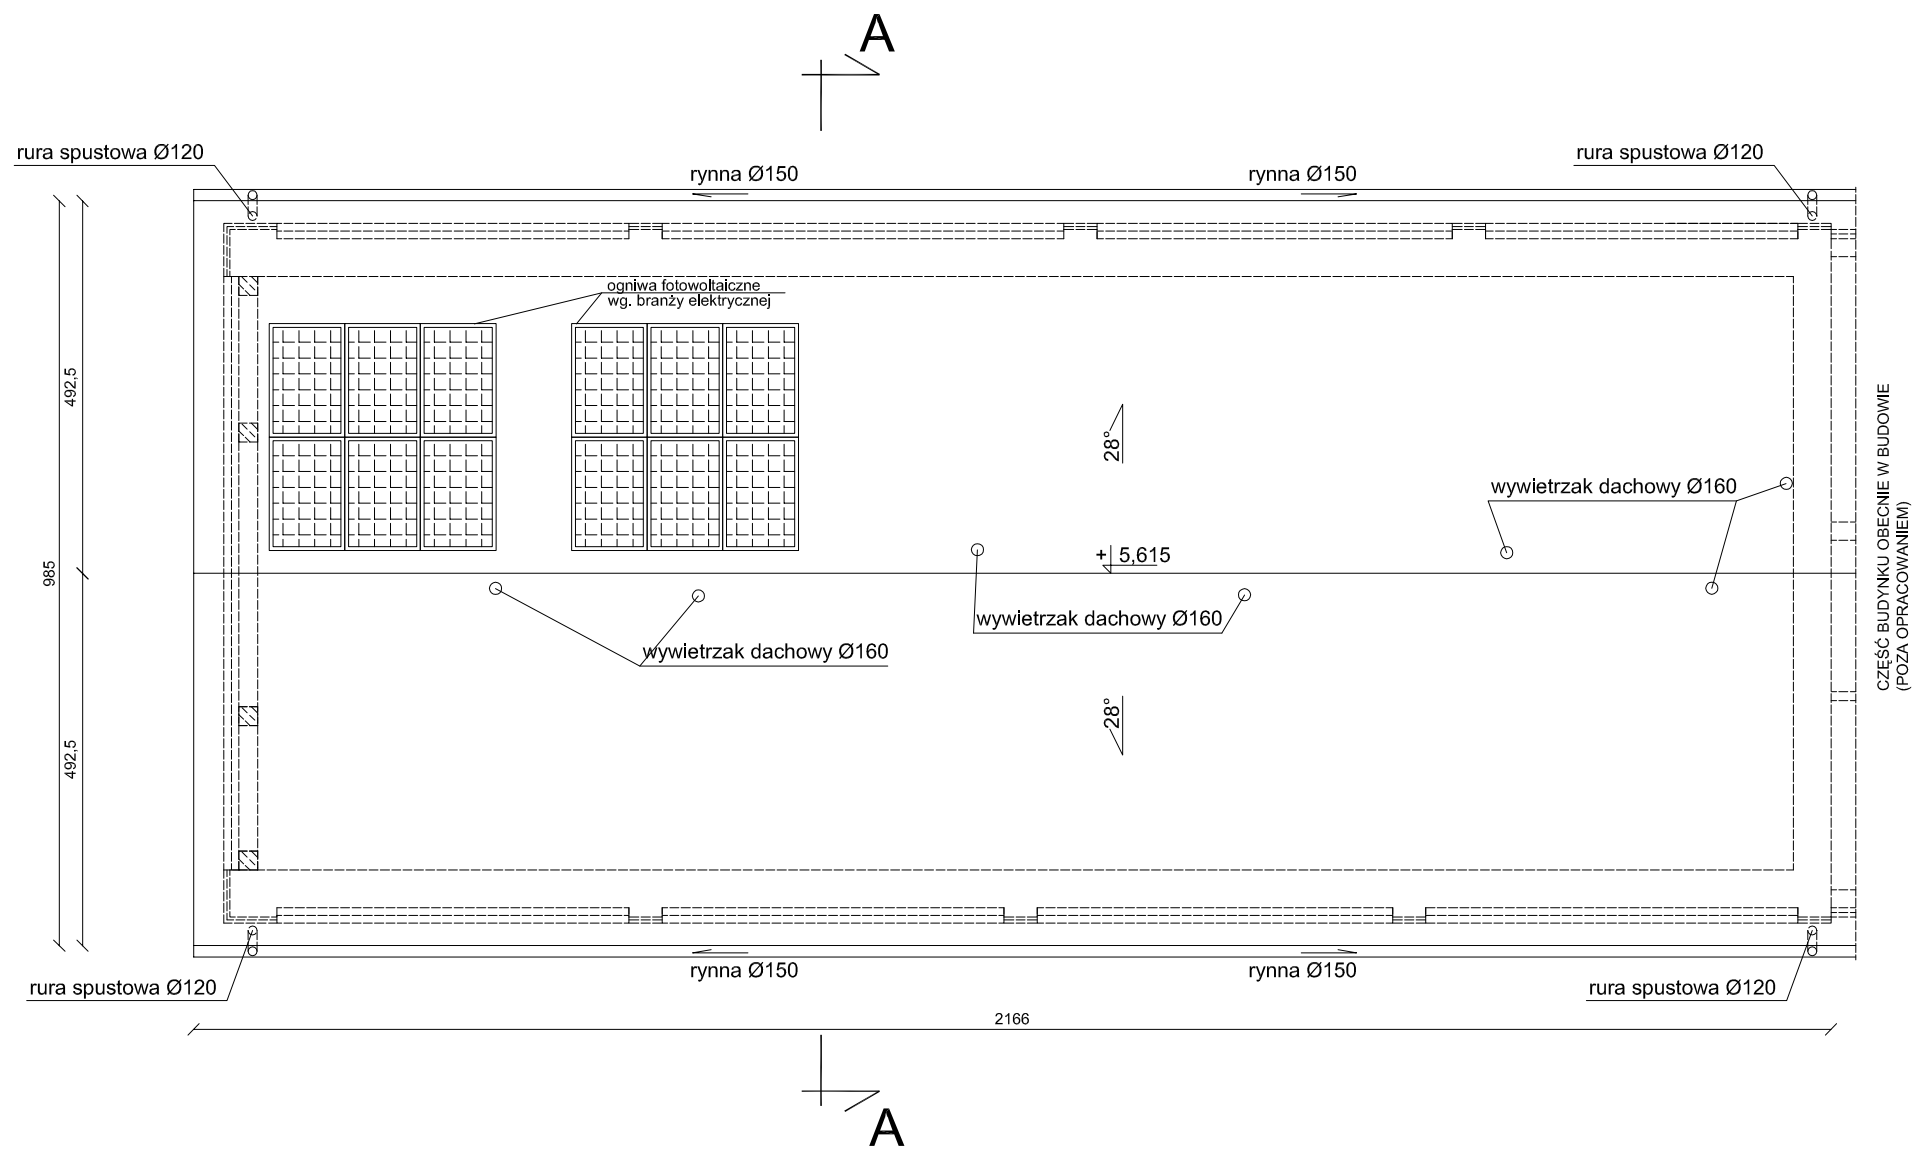 A
rura spustowa Ø120
rura spustowa Ø120
rynna Ø150
rynna Ø150
ogniwa fotowoltaiczne
wg. branży elektrycznej
492,5
28°
CZĘŚĆ BUDYNKU OBECNIE W BUDOWIE
(POZA OPRACOWANIEM)
wywietrzak dachowy Ø160
+ 5,615
985
wywietrzak dachowy Ø160
wywietrzak dachowy Ø160
28°
492,5
rynna Ø150
rynna Ø150
rura spustowa Ø120
rura spustowa Ø120
2166
A